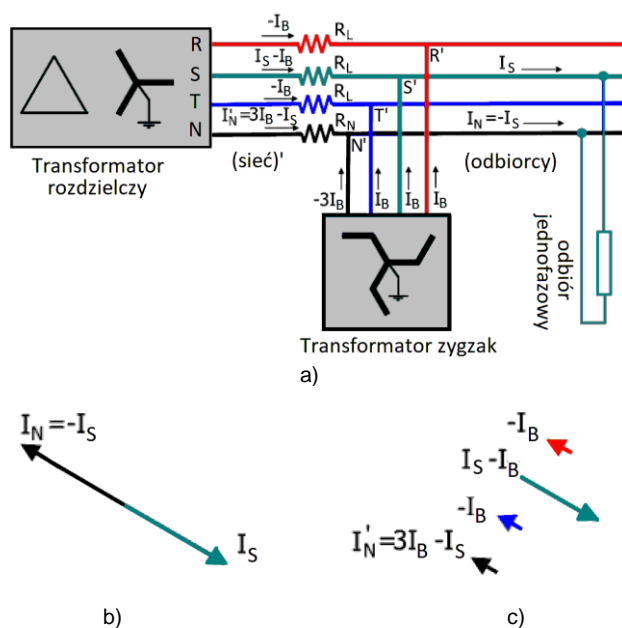 -I_B R_L
R
I_S-I_B R_L R' I_S
S
-I_B R_L S'
T
I'_N=3I_B-I_S R_N T' I_N=-I_S
N
N'
Transformator
rozdzielczy
(sieć)'
(odbiorcy)
-3I_B I_B I_B I_B
odbiór
jednofazowy
Transformator zygzak
a)
I_N=-I_S
I_S
b)
-I_B
I_S-I_B
-I_B
I'_N=3I_B-I_S
c)